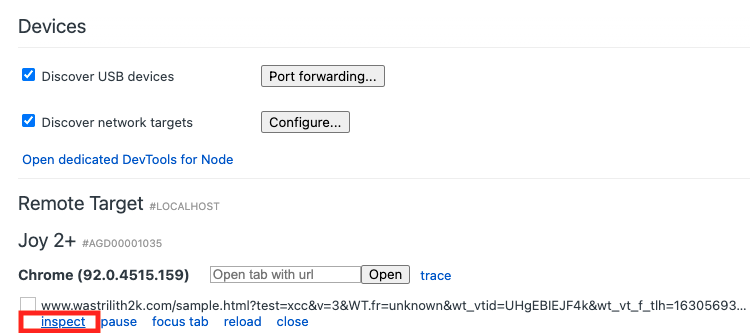 Devices
Discover USB devices Port forwarding...
Discover network targets Configure...
Open dedicated DevTools for Node
Remote Target #LOCALHOST
Joy 2+ #AGD00001035
Chrome (92.0.4515.159) Open tab with url Open trace
www.wastrilith2k.com/sample.html?test=xcc&v=3&WT.fr=unknown&wt_vtid=UHgEBIEJF4k&wt_vt_f_tlh=16305693...
inspect pause focus tab reload close